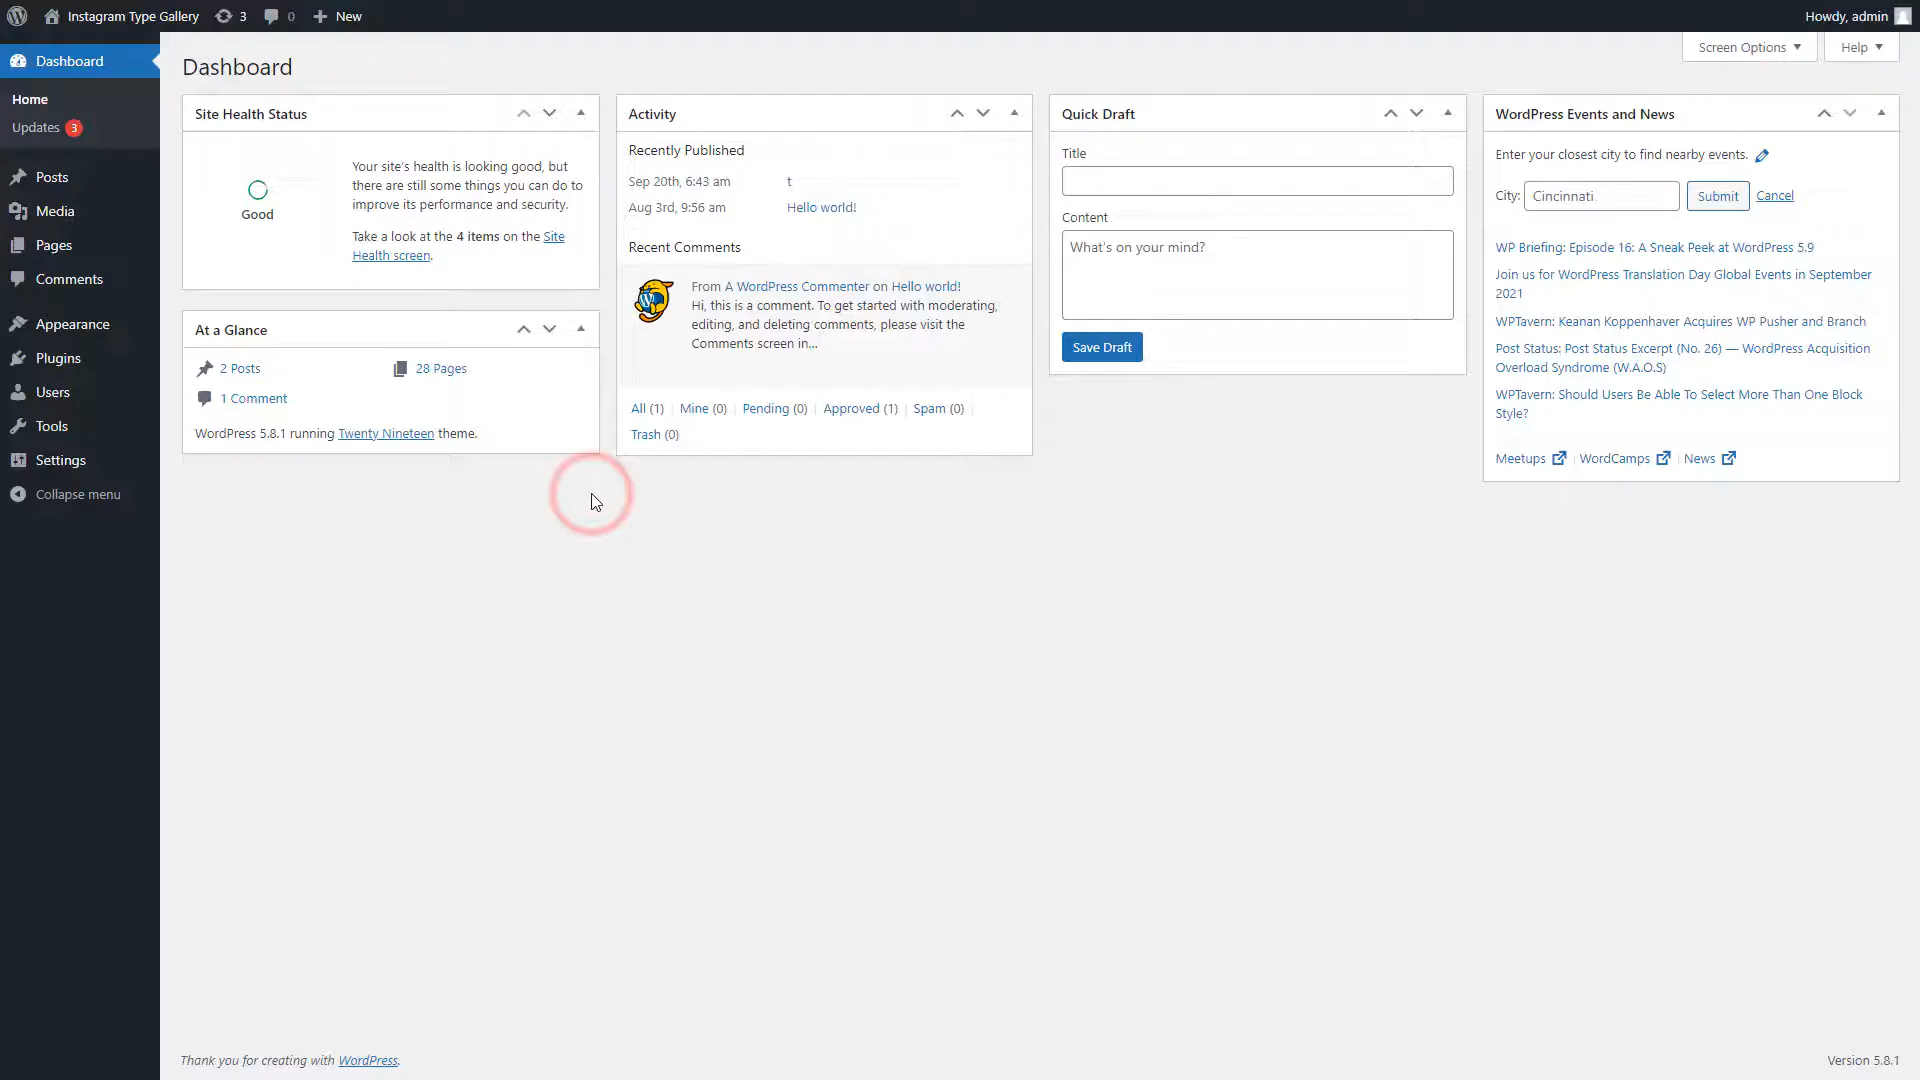 Instagram Type Gallery 3 0 New Howdy, admin
Dashboard
Home
Updates 3
Posts
Media
Pages
Comments
Appearance
Plugins
Users
Tools
Settings
Collapse menu
Screen Options Help
Dashboard
Site Health Status
Good
Your site's health is looking good, but
there are still some things you can do to
improve its performance and security.
Take a look at the 4 items on the Site
Health screen.
At a Glance
2 Posts 28 Pages
1 Comment
WordPress 5.8.1 running Twenty Nineteen theme.
Activity
Recently Published
Sep 20th, 6:43 am t
Aug 3rd, 9:56 am Hello world!
Recent Comments
From A WordPress Commenter on Hello world!
Hi, this is a comment. To get started with moderating,
editing, and deleting comments, please visit the
Comments screen in...
All (1) | Mine (0) | Pending (0) | Approved (1) | Spam (0) |
Trash (0)
Quick Draft
Title
Content
What's on your mind?
Save Draft
WordPress Events and News
Enter your closest city to find nearby events.
City: Cincinnati Submit Cancel
WP Briefing: Episode 16: A Sneak Peek at WordPress 5.9
Join us for WordPress Translation Day Global Events in September
2021
WPTavern: Keanan Koppenhaver Acquires WP Pusher and Branch
Post Status: Post Status Excerpt (No. 26) — WordPress Acquisition
Overload Syndrome (W.A.O.S)
WPTavern: Should Users Be Able To Select More Than One Block
Style?
Meetups | WordCamps | News
Thank you for creating with WordPress.
Version 5.8.1